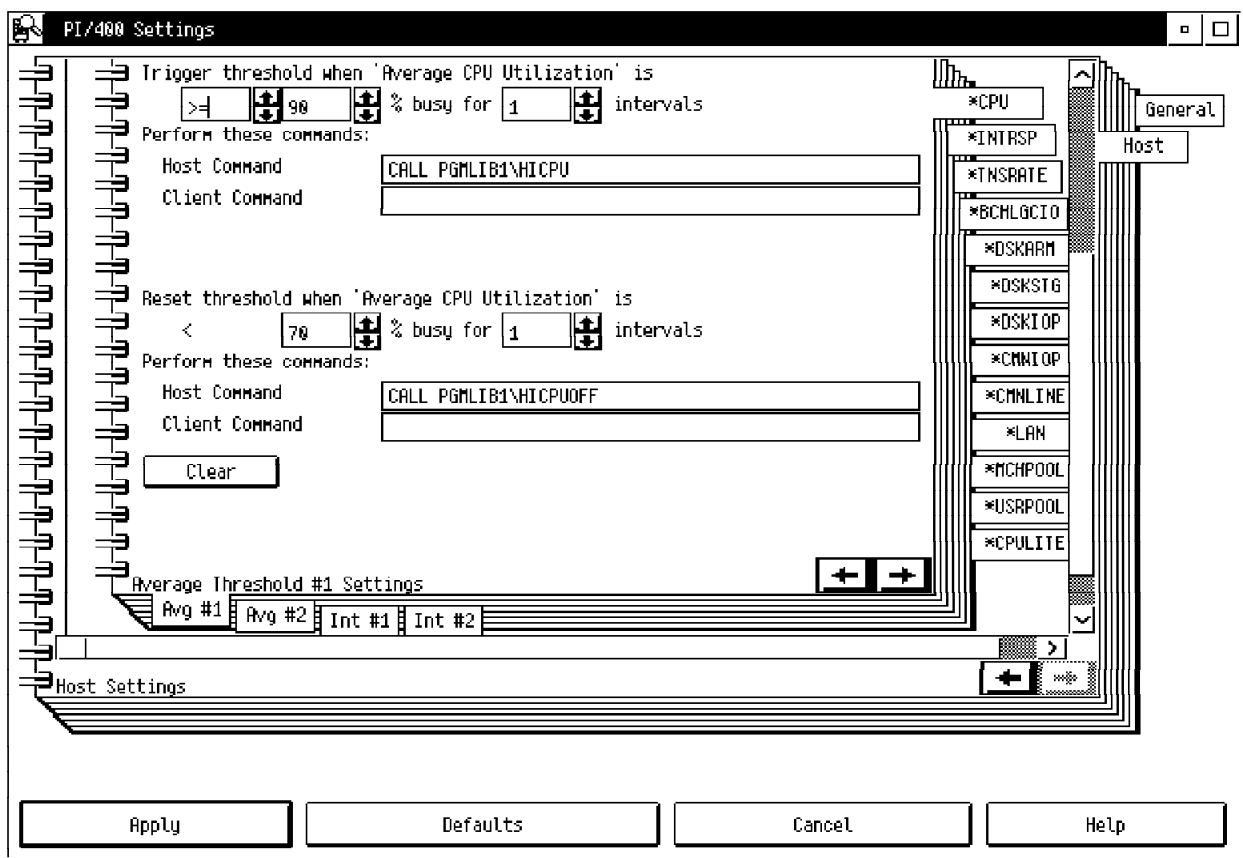 PI/400 Settings
Trigger threshold when 'Average CPU Utilization' is
>= 90 % busy for 1 intervals
Perform these commands:
Host Command CALL PGMLIB1\HICPU
Client Command
Reset threshold when 'Average CPU Utilization' is
< 70 % busy for 1 intervals
Perform these commands:
Host Command CALL PGMLIB1\HICPUOFF
Client Command
Clear
Average Threshold #1 Settings
Avg #1 Avg #2 Int #1 Int #2
*CPU
*INTRSP
*TNSRATE
*BCHLGCIO
*DSKARM
*DSKSTG
*DSKIOP
*CMNIOP
*CMNLINE
*LAN
*MCHPOOL
*USRPOOL
*CPULITE
General
Host
Host Settings
Apply Defaults Cancel Help